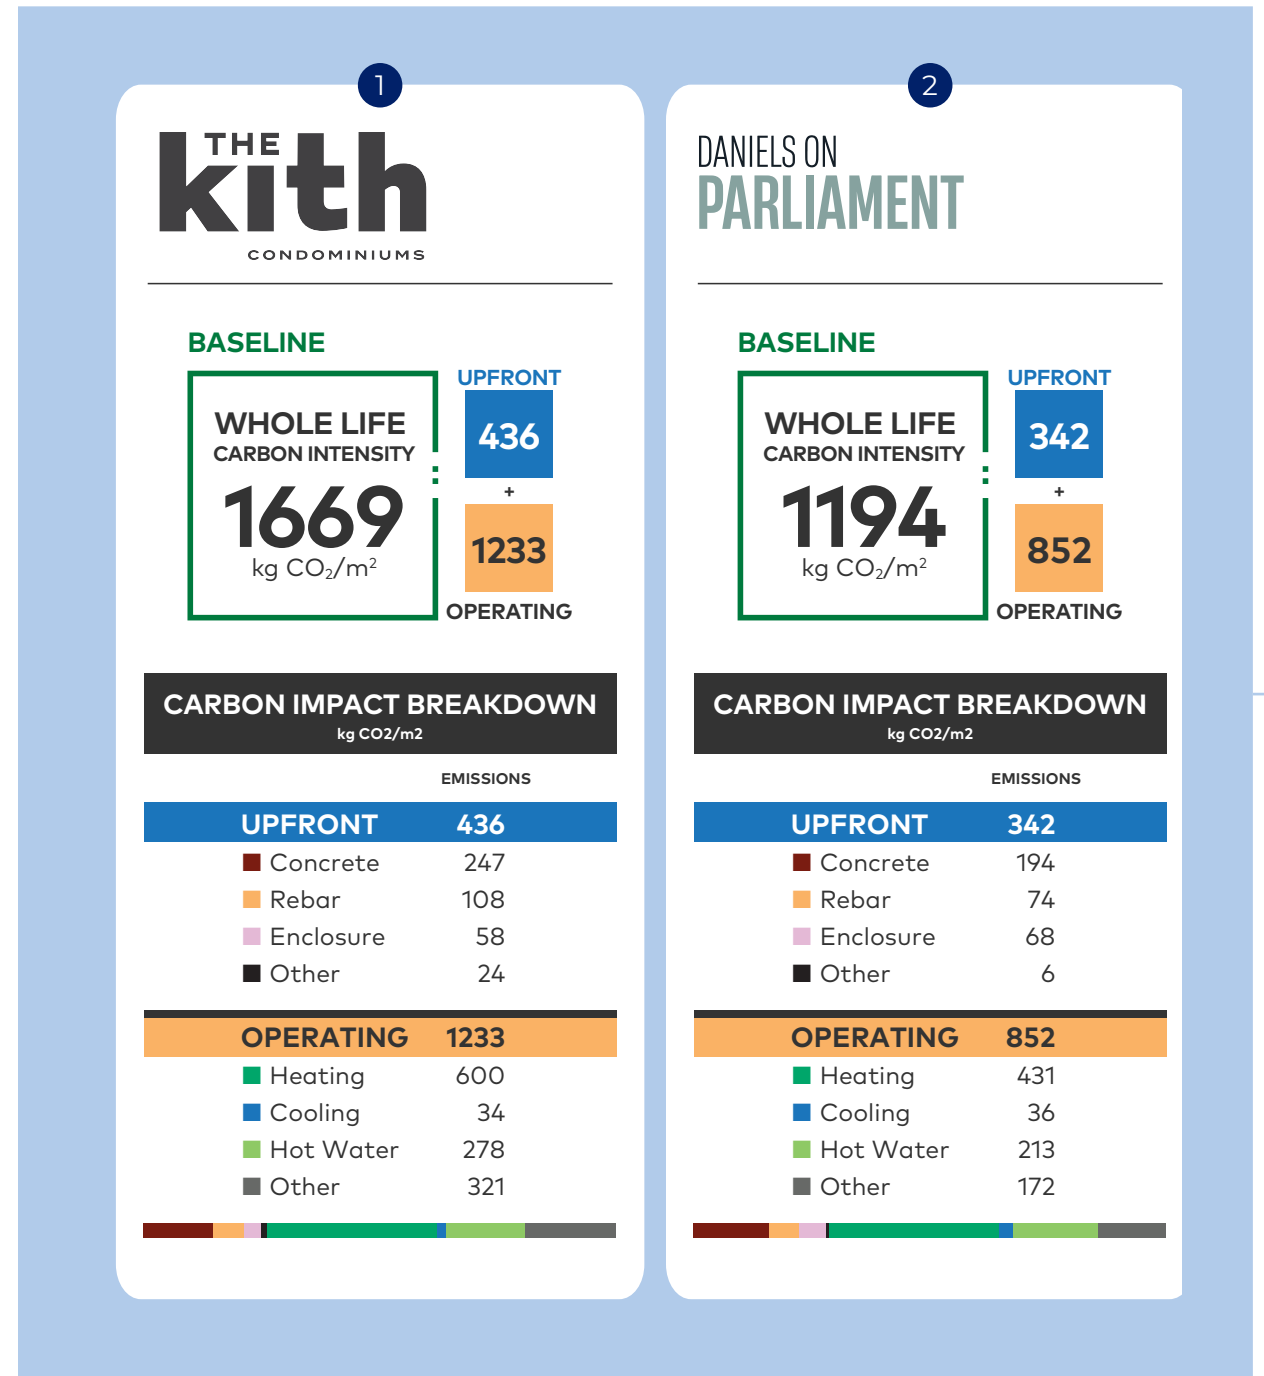 1
THE
kith
CONDOMINIUMS
BASELINE
WHOLE LIFE
CARBON INTENSITY
1669
kg CO₂/m²
UPFRONT
436
+
1233
OPERATING
CARBON IMPACT BREAKDOWN
kg CO2/m2
EMISSIONS
UPFRONT 436
Concrete 247
Rebar 108
Enclosure 58
Other 24
OPERATING 1233
Heating 600
Cooling 34
Hot Water 278
Other 321
2
DANIELS ON
PARLIAMENT
BASELINE
WHOLE LIFE
CARBON INTENSITY
1194
kg CO₂/m²
UPFRONT
342
+
852
OPERATING
CARBON IMPACT BREAKDOWN
kg CO2/m2
EMISSIONS
UPFRONT 342
Concrete 194
Rebar 74
Enclosure 68
Other 6
OPERATING 852
Heating 431
Cooling 36
Hot Water 213
Other 172